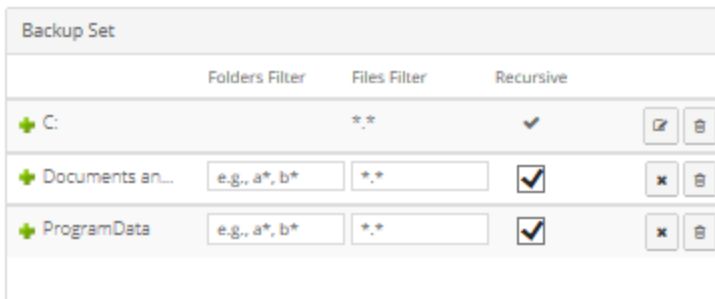 Backup Set
Folders Filter Files Filter Recursive
C: *.*
Documents an... e.g., a*, b* *.*
ProgramData e.g., a*, b* *.*